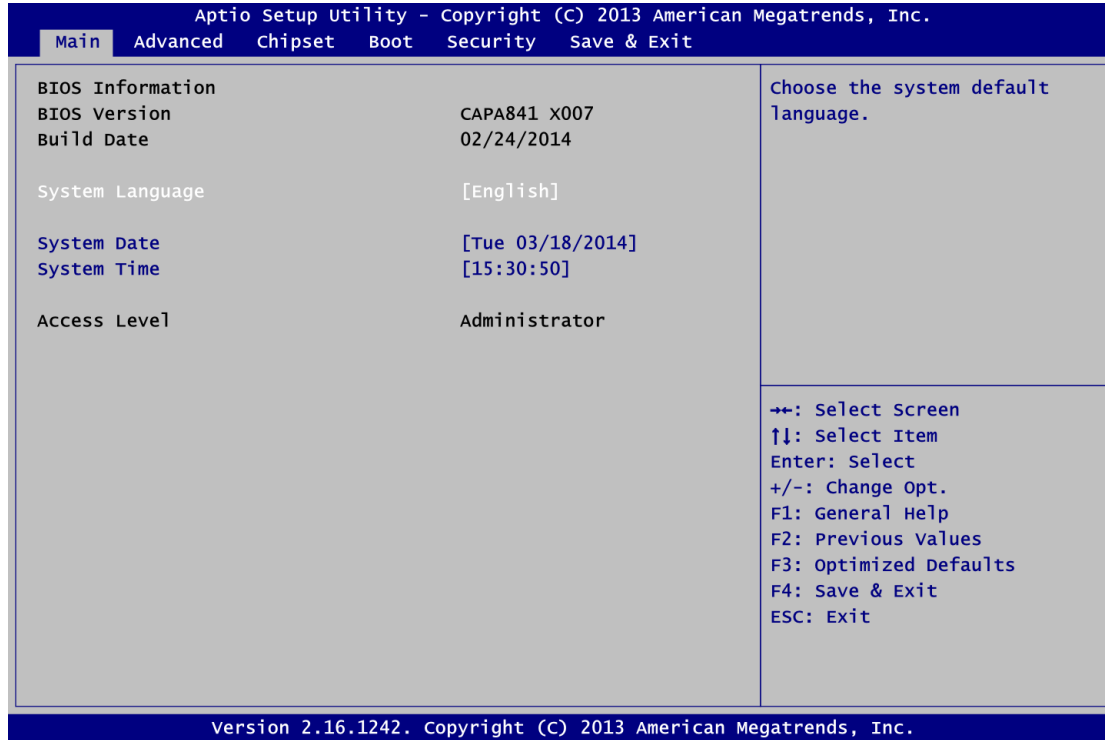 Aptio Setup Utility - Copyright (C) 2013 American Megatrends, Inc.
Main Advanced Chipset Boot Security Save & Exit
BIOS Information
BIOS Version CAPA841 X007
Build Date 02/24/2014
System Language [English]
System Date [Tue 03/18/2014]
System Time [15:30:50]
Access Level Administrator
Choose the system default
language.
→←: Select Screen
↑↓: Select Item
Enter: Select
+/-: Change Opt.
F1: General Help
F2: Previous Values
F3: Optimized Defaults
F4: Save & Exit
ESC: Exit
Version 2.16.1242. Copyright (C) 2013 American Megatrends, Inc.